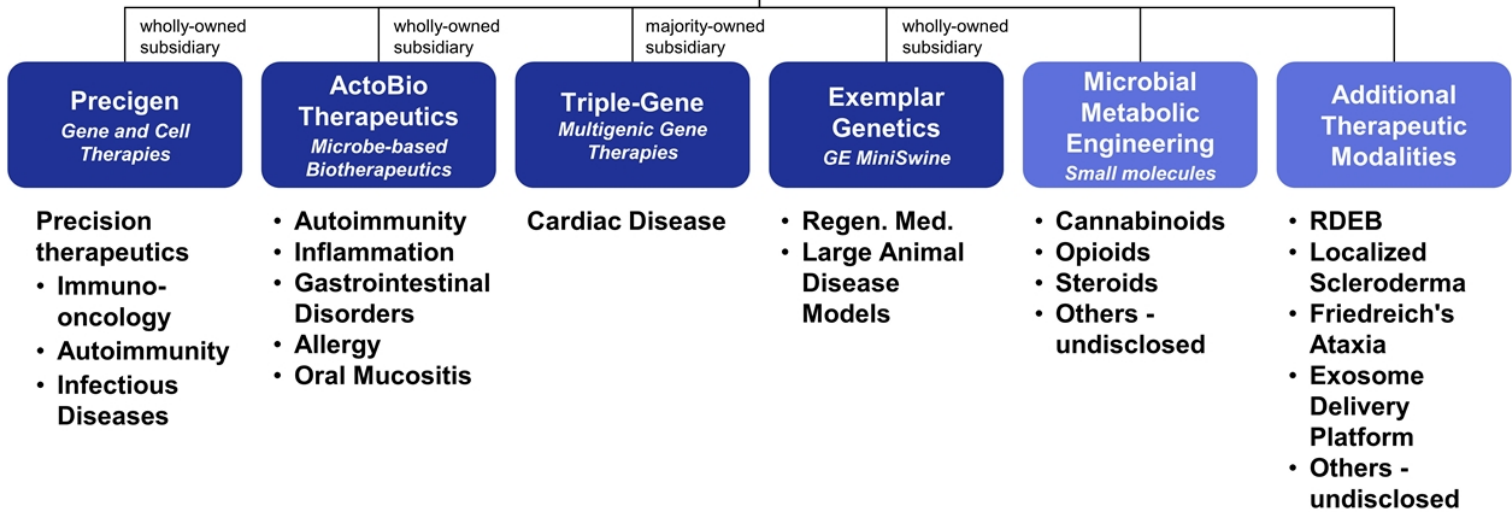 wholly-owned
subsidiary
wholly-owned
subsidiary
majority-owned
subsidiary
wholly-owned
subsidiary
Precigen
Gene and Cell
Therapies
ActoBio
Therapeutics
Microbe-based
Biotherapeutics
Triple-Gene
Multigenic Gene
Therapies
Exemplar
Genetics
GE MiniSwine
Microbial
Metabolic
Engineering
Small molecules
Additional
Therapeutic
Modalities
Precision
therapeutics
• Immuno-
oncology
• Autoimmunity
• Infectious
Diseases
• Autoimmunity
• Inflammation
• Gastrointestinal
Disorders
• Allergy
• Oral Mucositis
Cardiac Disease
• Regen. Med.
• Large Animal
Disease
Models
• Cannabinoids
• Opioids
• Steroids
• Others -
undisclosed
• RDEB
• Localized
Scleroderma
• Friedreich's
Ataxia
• Exosome
Delivery
Platform
• Others -
undisclosed